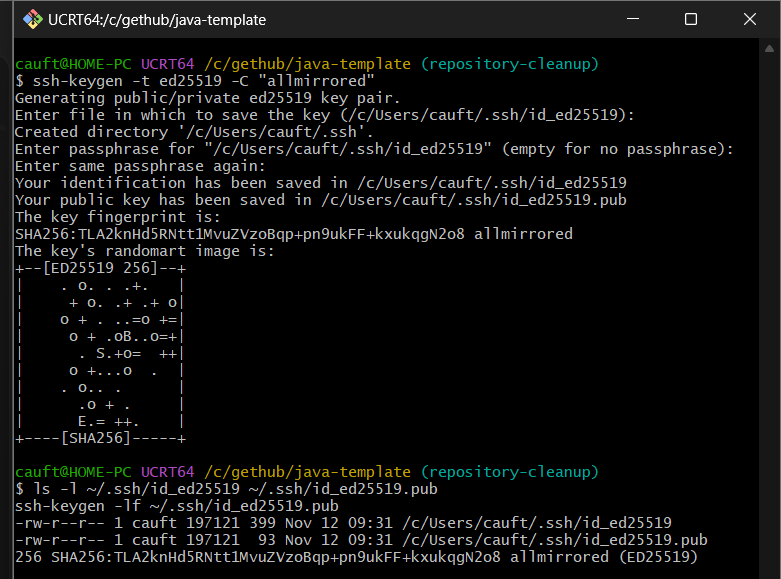 UCRT64:/c/gethub/java-template
cauft@HOME-PC UCRT64 /c/gethub/java-template (repository-cleanup)
$ ssh-keygen -t ed25519 -C "allmirrored"
Generating public/private ed25519 key pair.
Enter file in which to save the key (/c/Users/cauft/.ssh/id_ed25519):
Created directory '/c/Users/cauft/.ssh'.
Enter passphrase for "/c/Users/cauft/.ssh/id_ed25519" (empty for no passphrase):
Enter same passphrase again:
Your identification has been saved in /c/Users/cauft/.ssh/id_ed25519
Your public key has been saved in /c/Users/cauft/.ssh/id_ed25519.pub
The key fingerprint is:
SHA256:TLA2knHd5RNtt1MvuZVzoBqp+pn9ukFF+kxukqgN2o8 allmirrored
The key's randomart image is:
+--[ED25519 256]--+
|    . o. . .+.   |
|     + o. .+ .+ o|
|    o + . ..=o +=|
|     o + .oB..o=+|
|      . S.+o=  ++|
|     o +...o  .  |
|    . o.. .      |
|      .o + .     |
|      E.= ++.    |
+----[SHA256]-----+
cauft@HOME-PC UCRT64 /c/gethub/java-template (repository-cleanup)
$ ls -l ~/.ssh/id_ed25519 ~/.ssh/id_ed25519.pub
ssh-keygen -lf ~/.ssh/id_ed25519.pub
-rw-r--r-- 1 cauft 197121 399 Nov 12 09:31 /c/Users/cauft/.ssh/id_ed25519
-rw-r--r-- 1 cauft 197121  93 Nov 12 09:31 /c/Users/cauft/.ssh/id_ed25519.pub
256 SHA256:TLA2knHd5RNtt1MvuZVzoBqp+pn9ukFF+kxukqgN2o8 allmirrored (ED25519)